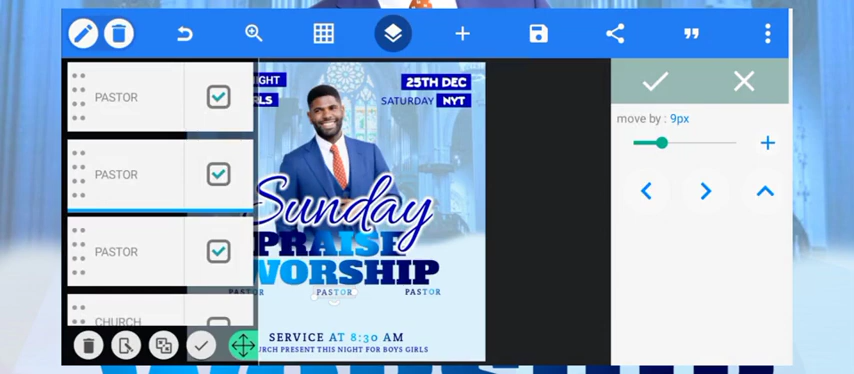 PASTOR
PASTOR
PASTOR
CHURCH
GHT
25TH DEC
LS
SATURDAY NYT
Sunday
PRAISE
WORSHIP
PASTOR PASTOR PASTOR
SERVICE AT 8:30 AM
URCH PRESENT THIS NIGHT FOR BOYS GIRLS
move by : 9px